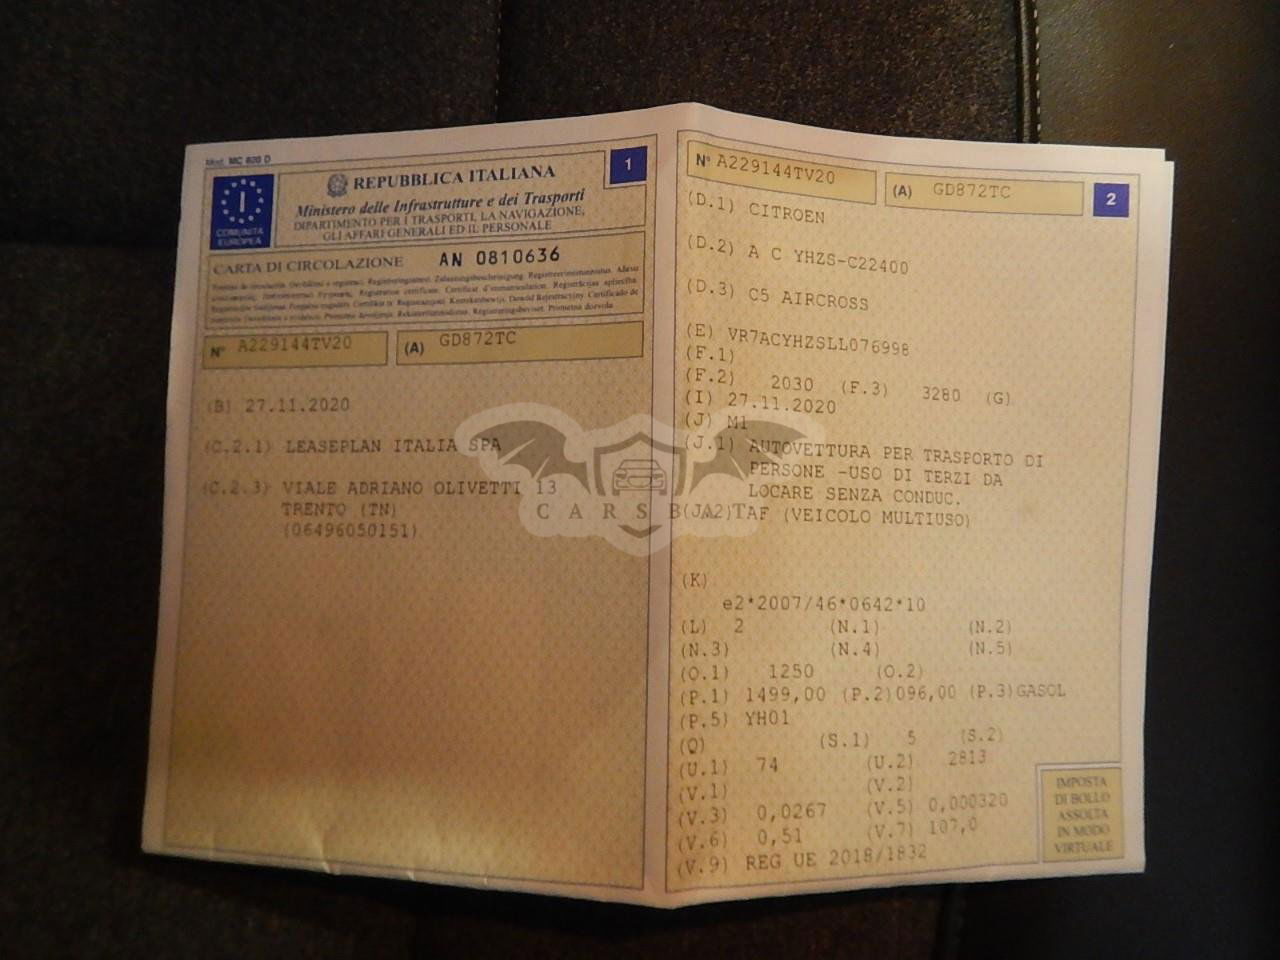 Mod. MC 820 D
1
COMUNITÀ
EUROPEA
I
REPUBBLICA ITALIANA
Ministero delle Infrastrutture e dei Trasporti
DIPARTIMENTO PER I TRASPORTI, LA NAVIGAZIONE,
GLI AFFARI GENERALI ED IL PERSONALE
CARTA DI CIRCOLAZIONE AN 0810636
N° A229144TV20 (A) GD872TC
(B) 27.11.2020
(C.2.1) LEASEPLAN ITALIA SPA
(C.2.3) VIALE ADRIANO OLIVETTI 13
TRENTO (TN)
(06496050151)
N° A229144TV20 (A) GD872TC
2
(D.1) CITROEN
(D.2) A C YHZS-C22400
(D.3) C5 AIRCROSS
(E) VR7ACYHZSLL076998
(F.1)
(F.2) 2030 (F.3) 3280 (G)
(I) 27.11.2020
(J) M1
(J.1) AUTOVETTURA PER TRASPORTO DI
PERSONE -USO DI TERZI DA
LOCARE SENZA CONDUC.
(J.2) AF (VEICOLO MULTIUSO)
(K)
e2*2007/46*0642*10
(L) 2 (N.1) (N.2)
(N.3) (N.4) (N.5)
(O.1) 1250 (O.2)
(P.1) 1499,00 (P.2)096,00 (P.3)GASOL
(P.5) YH01
(Q) (S.1) 5 (S.2)
(U.1) 74 (U.2) 2813
(V.1) (V.2)
(V.3) 0,0267 (V.5) 0,000320
(V.6) 0,51 (V.7) 107,0
(V.9) REG UE 2018/1832
IMPOSTA
DI BOLLO
ASSOLTA
IN MODO
VIRTUALE